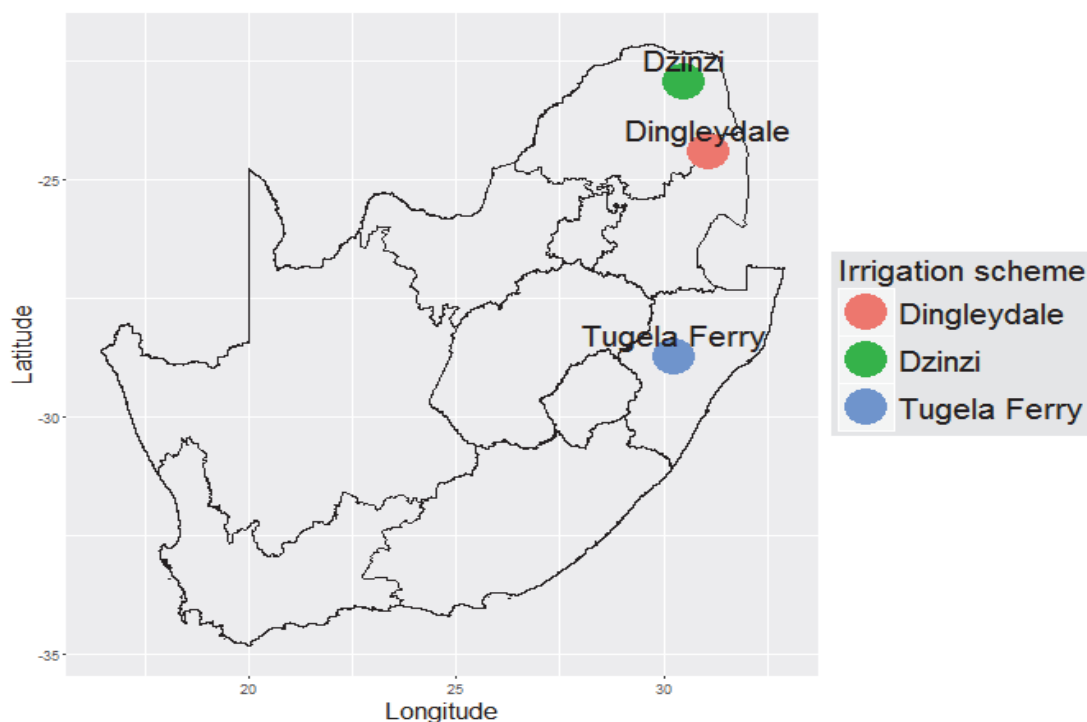 Dzinzi
Dingleydale
-25
Irrigation scheme
Dingleydale
Tugela Ferry
Dzinzi
Latitude
-30
Tugela Ferry
-35
20
25
30
Longitude